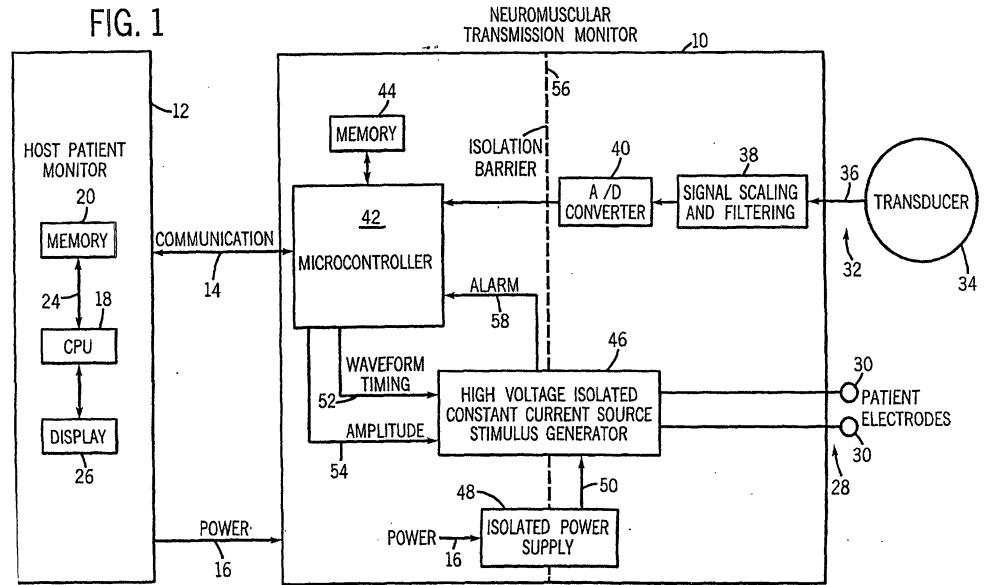 FIG. 1
NEUROMUSCULAR
TRANSMISSION MONITOR
10
12
HOST PATIENT
MONITOR
20
MEMORY
24
18
CPU
DISPLAY
26
COMMUNICATION
14
POWER
16
44
MEMORY
42
MICROCONTROLLER
56
ISOLATION
BARRIER
40
A/D
CONVERTER
38
SIGNAL SCALING
AND FILTERING
36
32
TRANSDUCER
34
ALARM
58
WAVEFORM
TIMING
52
AMPLITUDE
54
46
HIGH VOLTAGE ISOLATED
CONSTANT CURRENT SOURCE
STIMULUS GENERATOR
30
PATIENT
ELECTRODES
30
28
50
48
POWER
16
ISOLATED POWER
SUPPLY